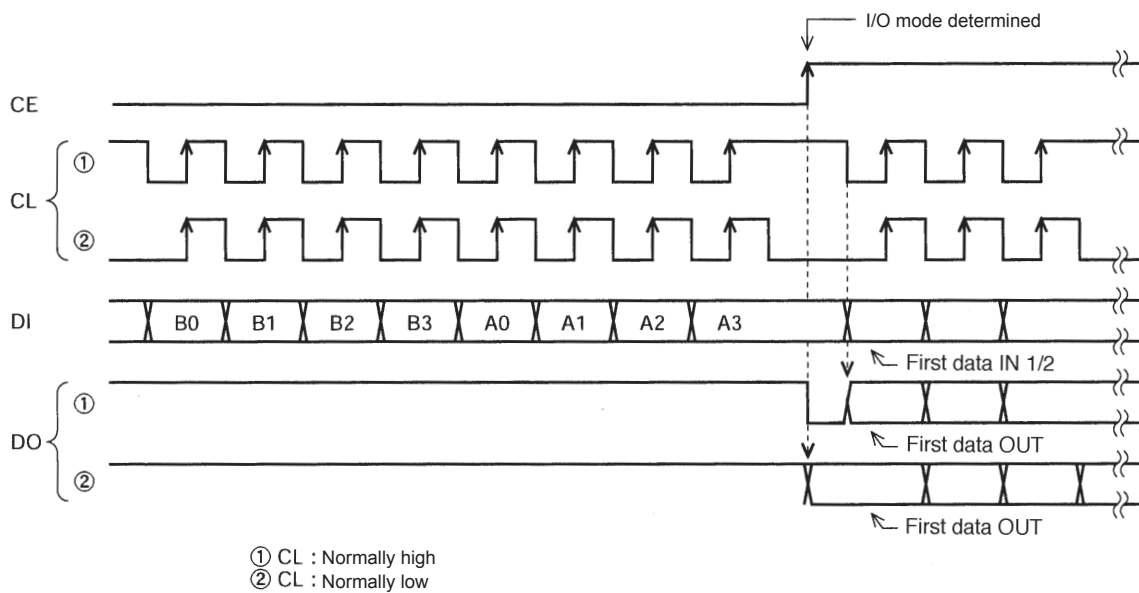 I/O mode determined
CE
CL
①
②
DI
B0 B1 B2 B3 A0 A1 A2 A3
First data IN 1/2
DO
①
First data OUT
②
First data OUT
① CL : Normally high
② CL : Normally low